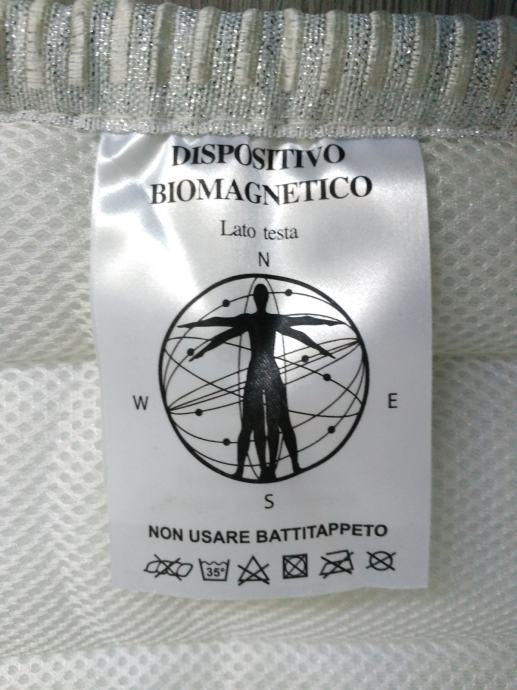 DISPOSITIVO
BIOMAGNETICO
Lato testa
N
W
E
S
NON USARE BATTITAPPETO
35°